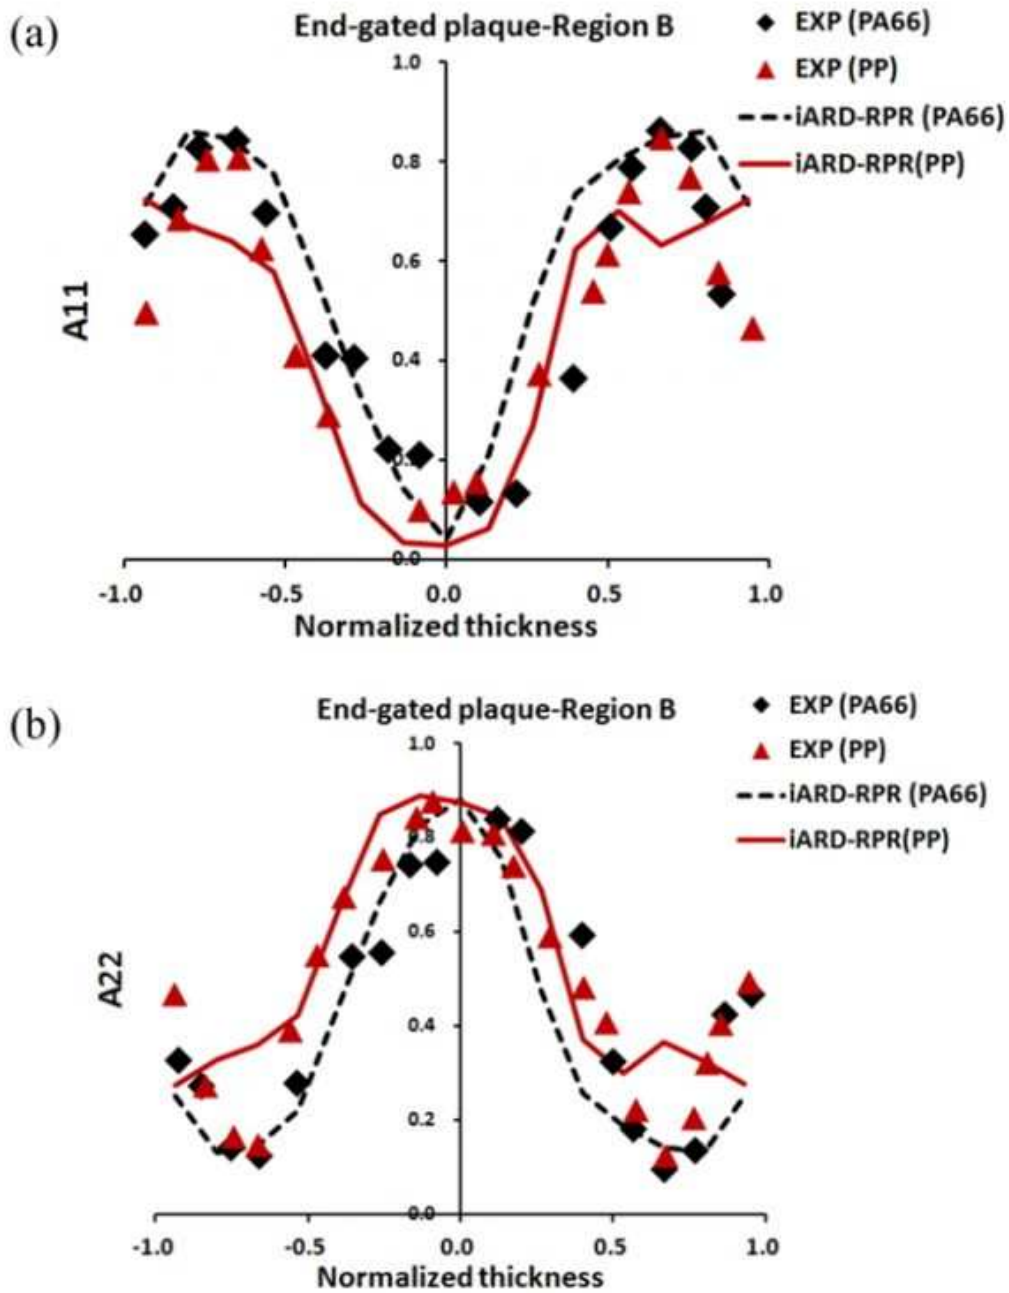 (a)
End-gated plaque-Region B
EXP (PA66)
EXP (PP)
iARD-RPR (PA66)
iARD-RPR(PP)
A11
1.0
0.8
0.6
0.4
0.0
-1.0 -0.5 0.0 0.5 1.0
Normalized thickness
(b)
End-gated plaque-Region B
EXP (PA66)
EXP (PP)
iARD-RPR (PA66)
iARD-RPR(PP)
A22
1.0
0.8
0.6
0.4
0.2
0.0
-1.0 -0.5 0.0 0.5 1.0
Normalized thickness